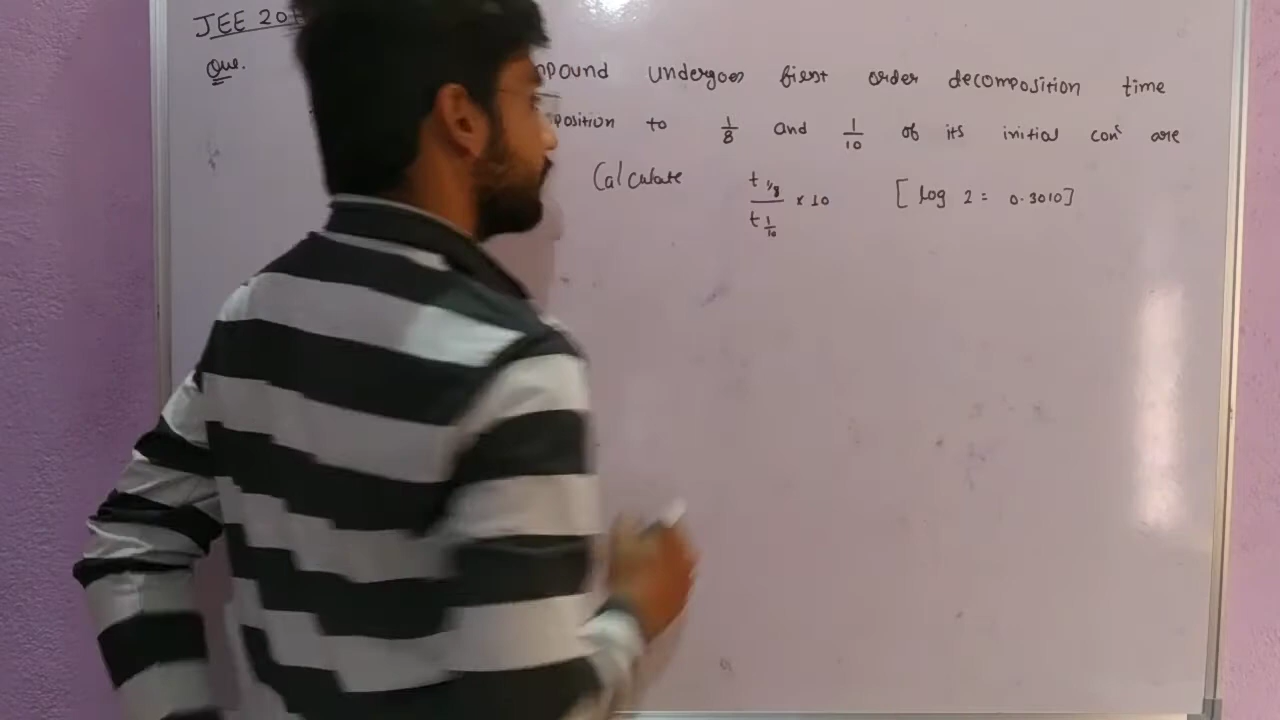 JEE 20
Que. undergoes first order decomposition time
position to 1/8 and 1/10 of its initial conc are
Calculate t1/8 / t1/10 × 10 [log 2 = 0.3010]